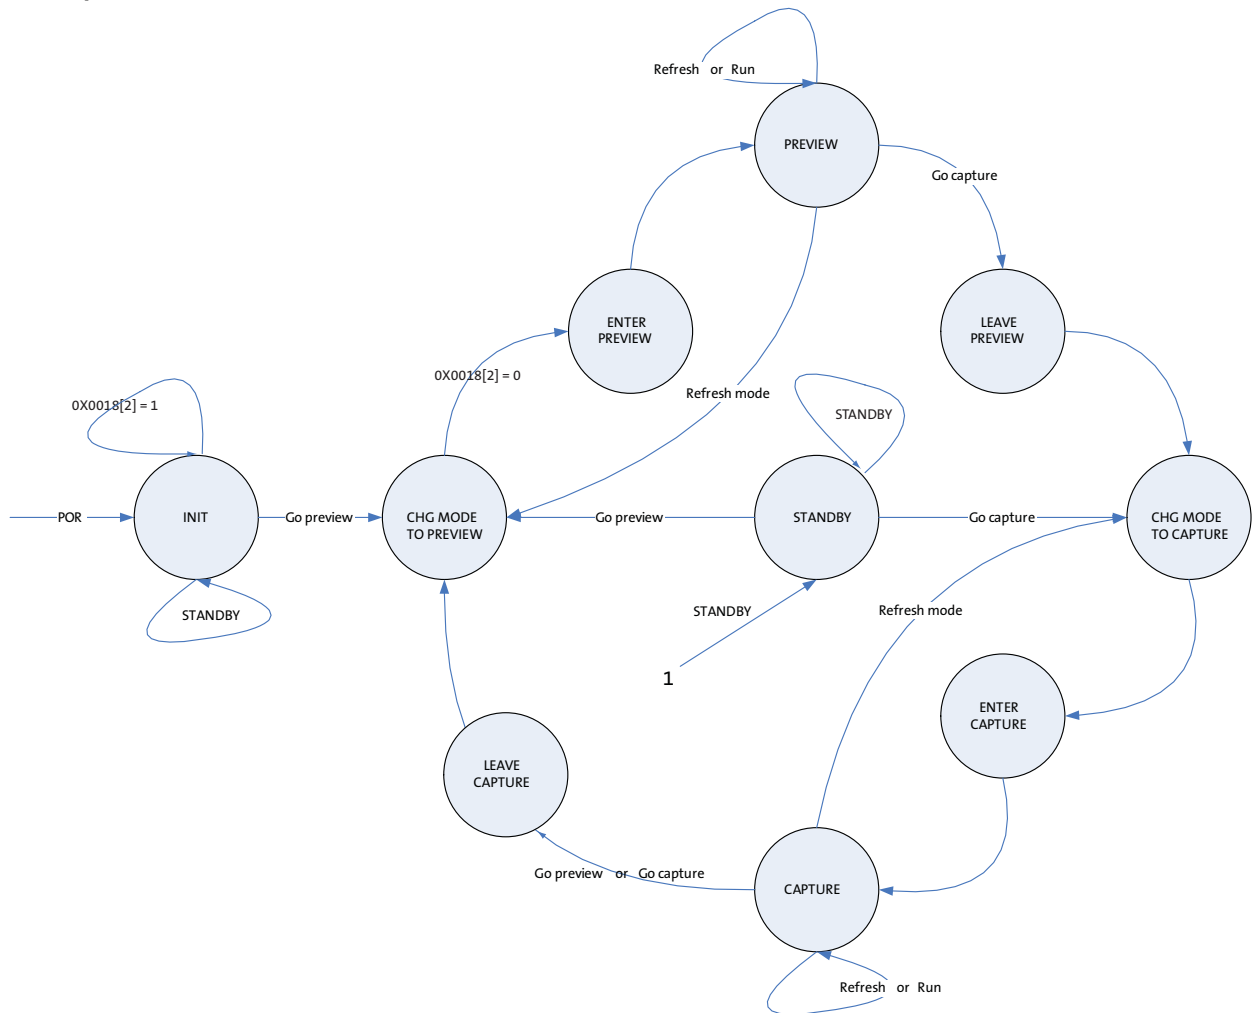 Refresh or Run
PREVIEW
Go capture
ENTER
PREVIEW
LEAVE
PREVIEW
0X0018[2] = 0
Refresh mode
0X0018[2] = 1
STANDBY
POR
INIT
Go preview
CHG MODE
TO PREVIEW
Go preview
STANDBY
Go capture
CHG MODE
TO CAPTURE
STANDBY
STANDBY
Refresh mode
1
ENTER
CAPTURE
LEAVE
CAPTURE
Go preview or Go capture
CAPTURE
Refresh or Run